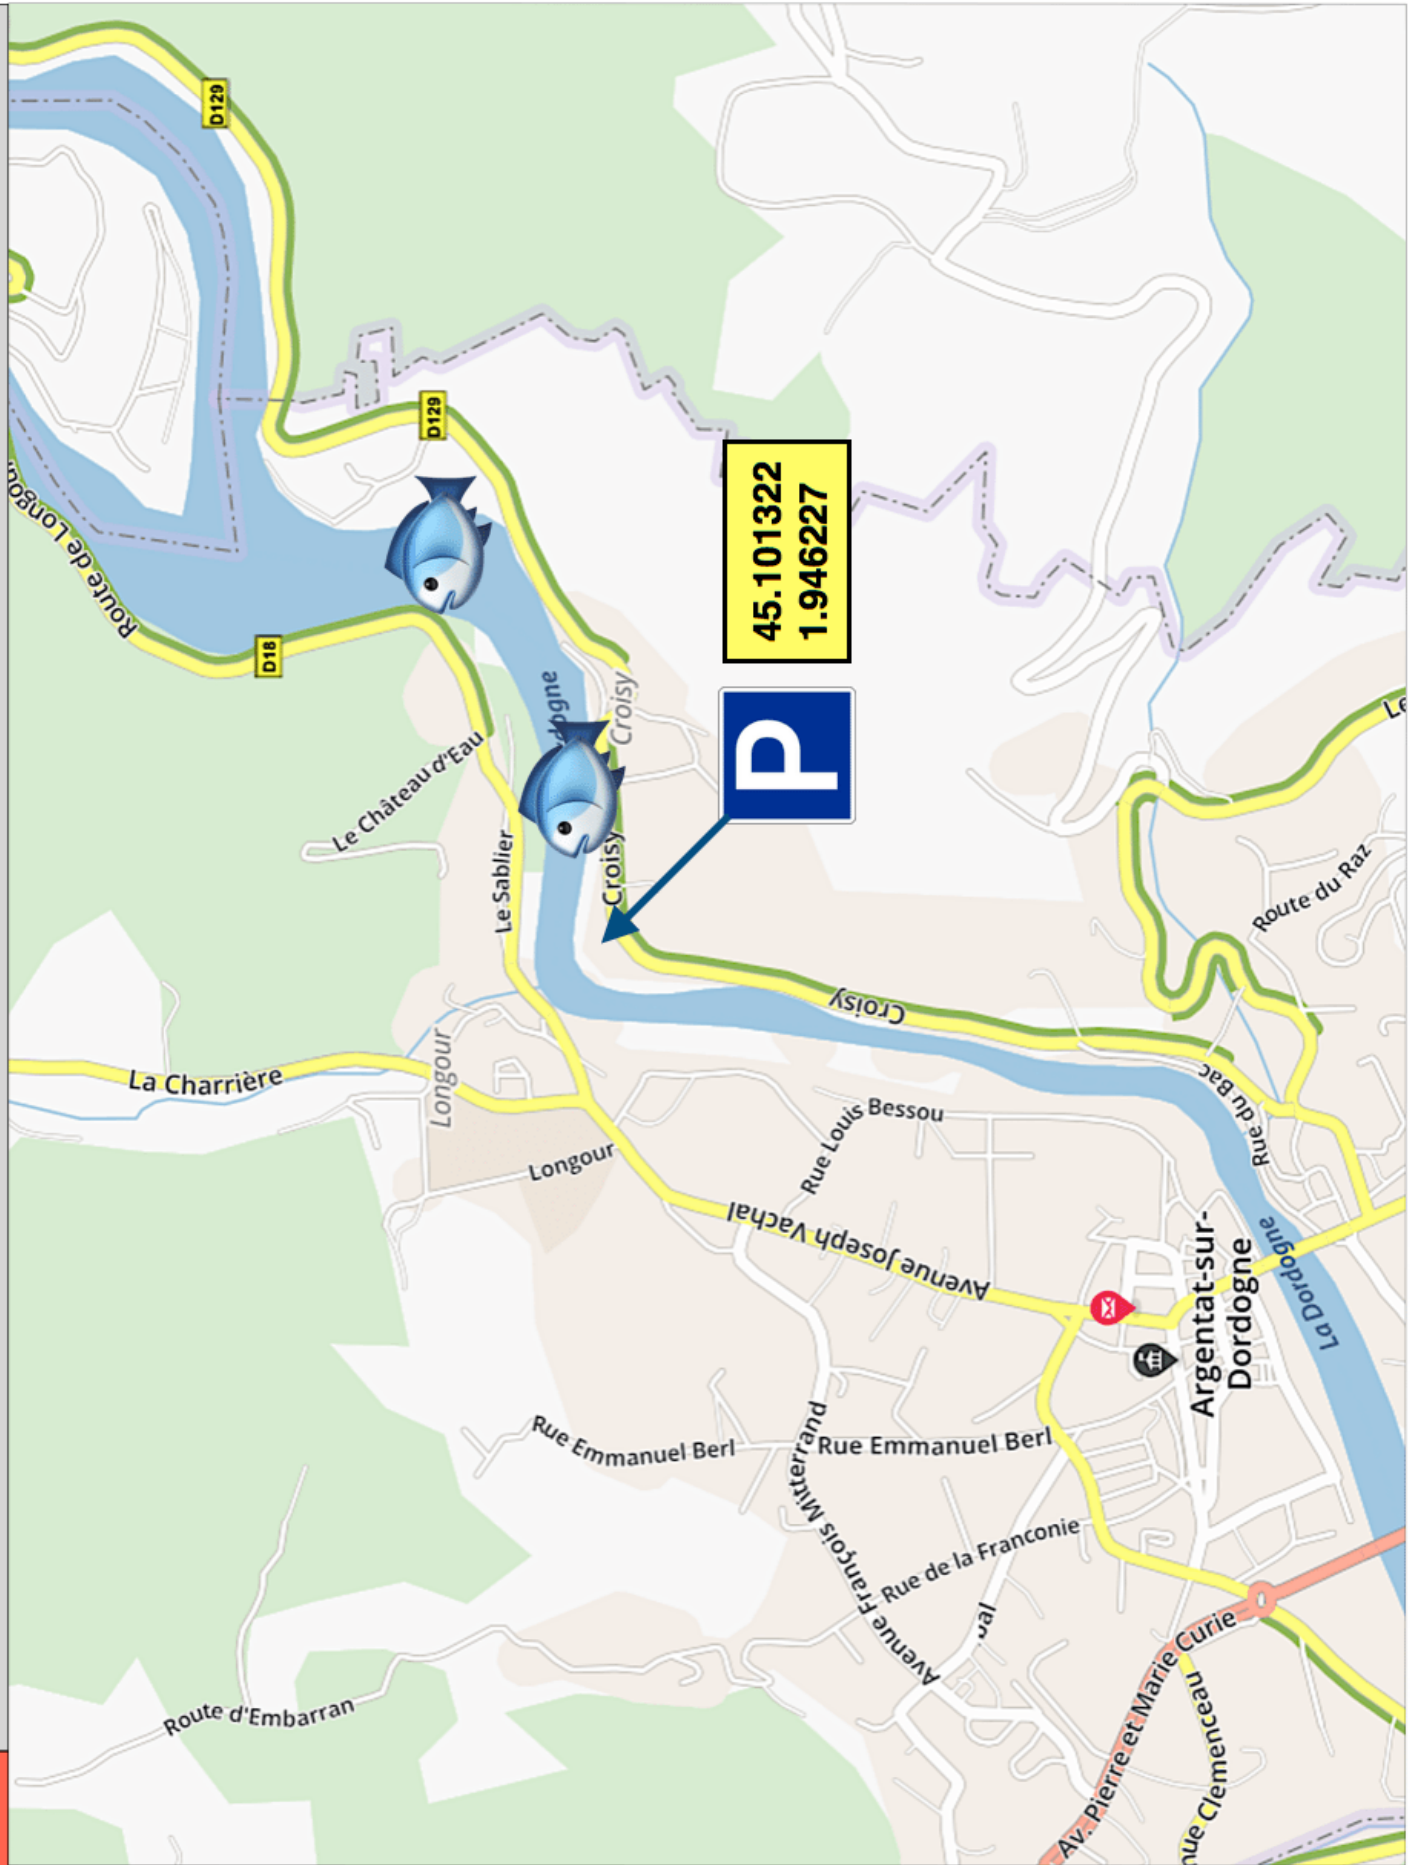 Route d'Embarran
La Charrière
Route de Longour
D129
D18
D129
Longour
Longour
Le Château d'Eau
Le Sablier
Croisy
Croisy
Croisy
P
45.101322
1.946227
Rue Emmanuel Berl
Rue Emmanuel Berl
Avenue François Mitterrand
Avenue Joseph Vachal
Rue Louis Bessou
Rue de la Franconie
Av. Pierre et Marie Curie
Clemenceau
Argentat-sur-
Dordogne
La Dordogne
Rue du Bac
Route du Raz